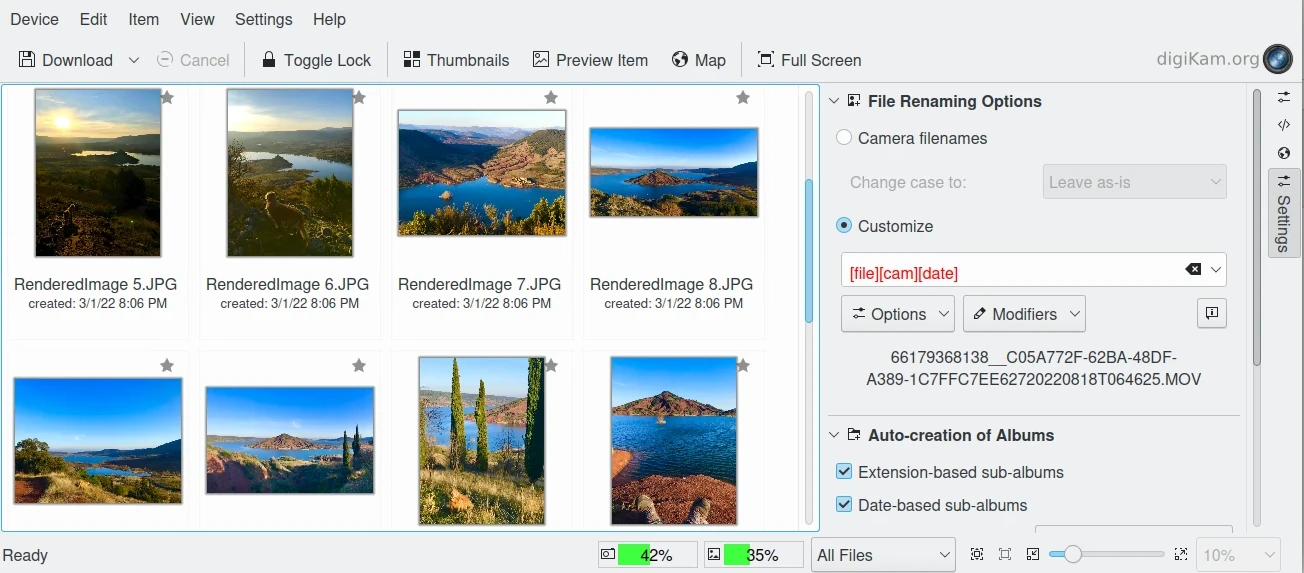 Device Edit Item View Settings Help
Download Cancel Toggle Lock Thumbnails Preview Item Map Full Screen digiKam.org
RenderedImage 5.JPG RenderedImage 6.JPG RenderedImage 7.JPG RenderedImage 8.JPG
created: 3/1/22 8:06 PM created: 3/1/22 8:06 PM created: 3/1/22 8:06 PM created: 3/1/22 8:06 PM
File Renaming Options
Camera filenames
Change case to: Leave as-is
Customize
[file][cam][date]
Options Modifiers
66179368138__C05A772F-62BA-48DF-
A389-1C7FFC7EE62720220818T064625.MOV
Auto-creation of Albums
Extension-based sub-albums
Date-based sub-albums
Settings
Ready 42% 35% All Files 10%